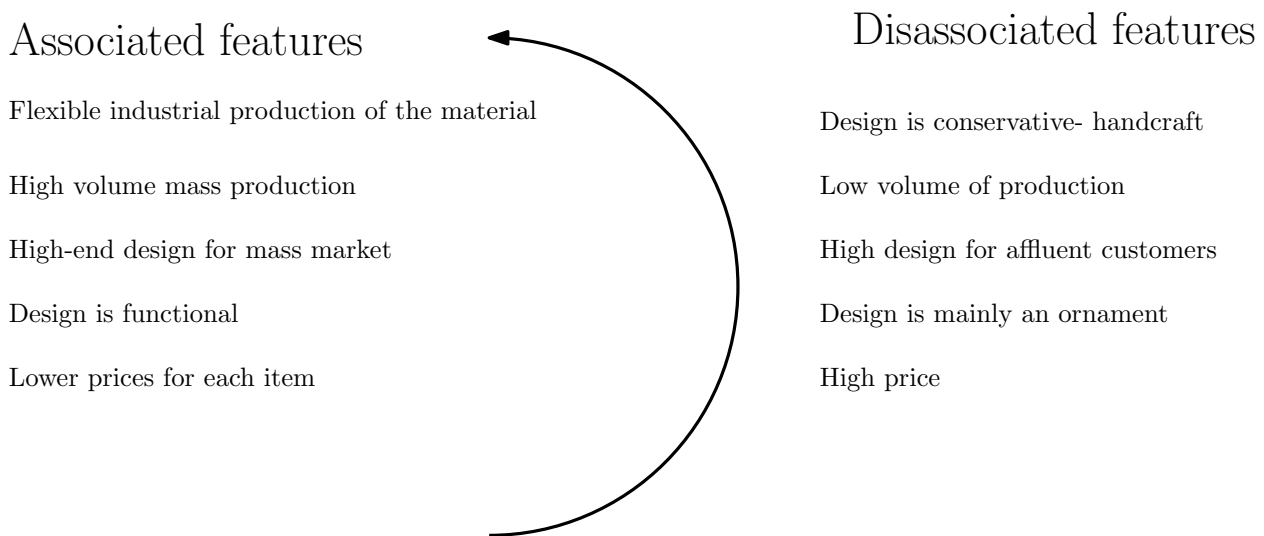 Associated features
Flexible industrial production of the material
High volume mass production
High-end design for mass market
Design is functional
Lower prices for each item
Disassociated features
Design is conservative- handcraft
Low volume of production
High design for affluent customers
Design is mainly an ornament
High price